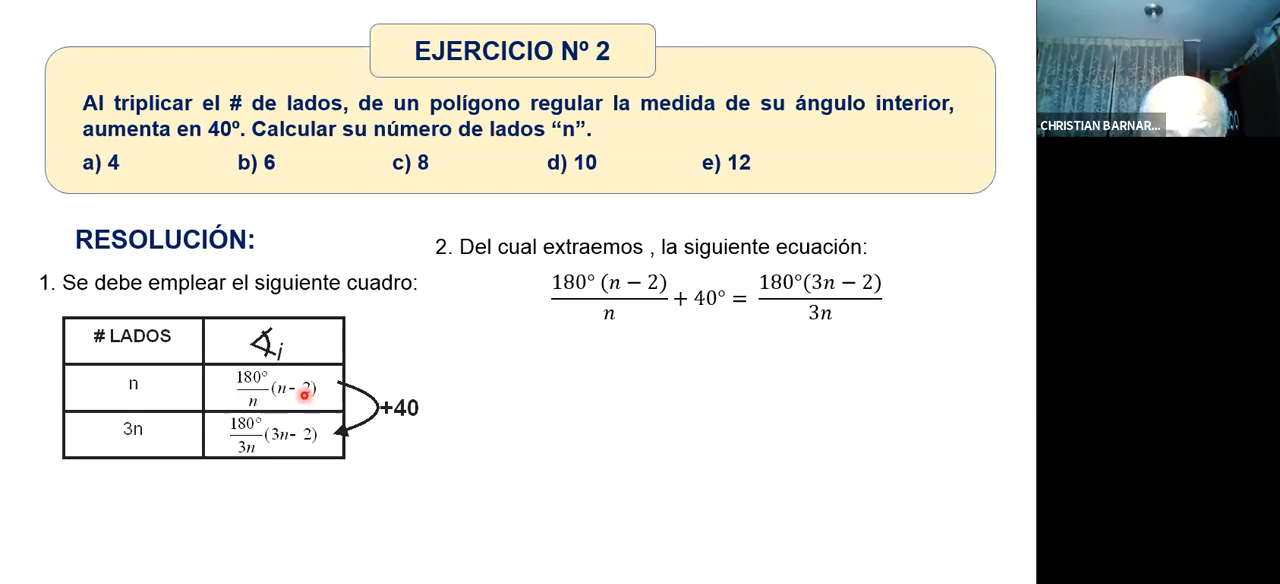 EJERCICIO Nº 2
Al triplicar el # de lados, de un polígono regular la medida de su ángulo interior,
aumenta en 40º. Calcular su número de lados “n”.
a) 4 b) 6 c) 8 d) 10 e) 12
CHRISTIAN BARNAR...
RESOLUCIÓN:
1. Se debe emplear el siguiente cuadro:
# LADOS ∢i
n 180°/n (n- 2)
3n 180°/3n (3n- 2)
+40
2. Del cual extraemos , la siguiente ecuación:
180° (n − 2)/n + 40° = 180°(3n − 2)/3n